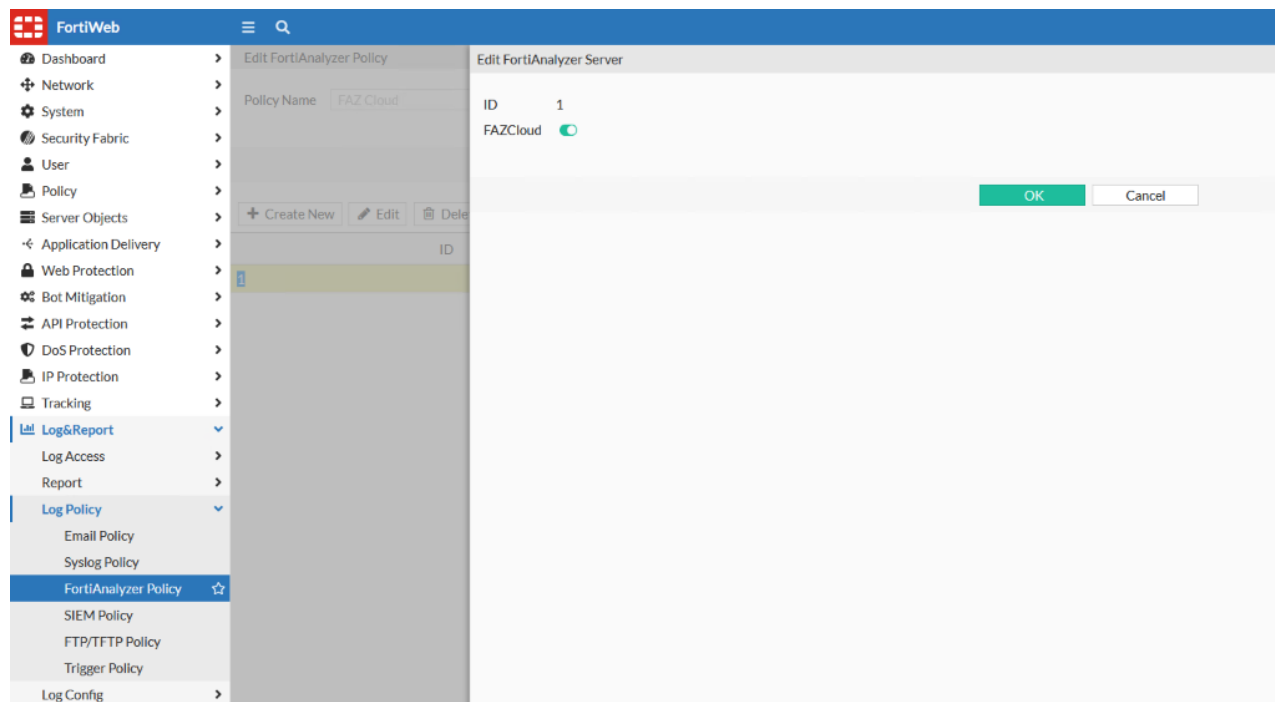 FortiWeb
Dashboard
Network
System
Security Fabric
User
Policy
Server Objects
Application Delivery
Web Protection
Bot Mitigation
API Protection
DoS Protection
IP Protection
Tracking
Log&Report
Log Access
Report
Log Policy
Email Policy
Syslog Policy
FortiAnalyzer Policy
SIEM Policy
FTP/TFTP Policy
Trigger Policy
Log Config
Edit FortiAnalyzer Policy
Policy Name FAZ Cloud
Create New Edit Dele
ID
1
Edit FortiAnalyzer Server
ID 1
FAZCloud
OK Cancel